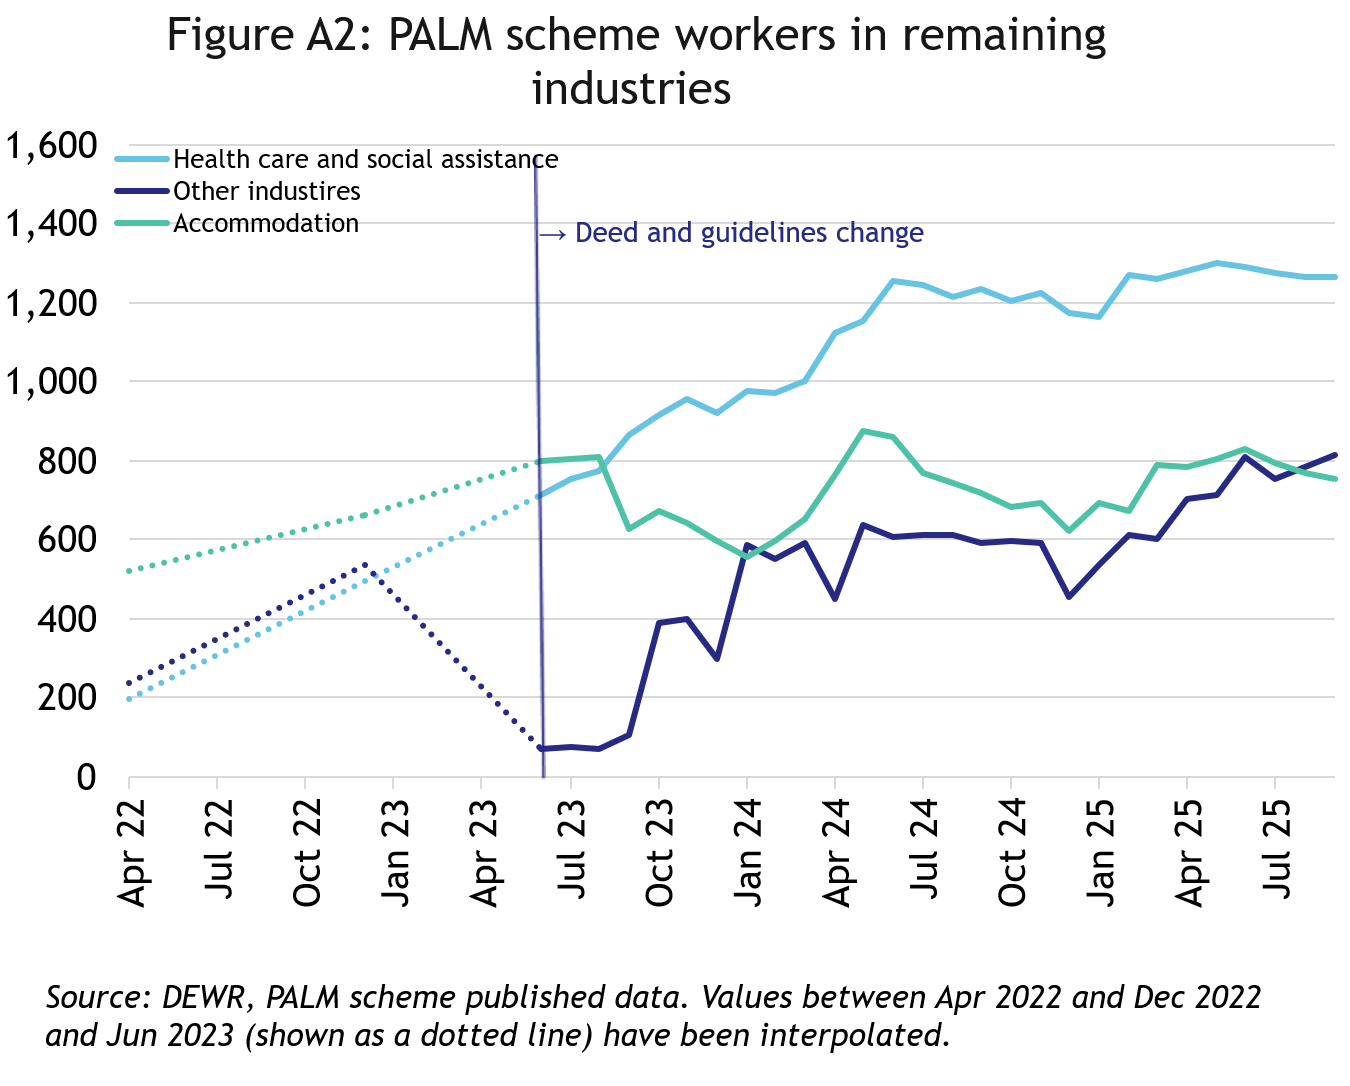 Figure A2: PALM scheme workers in remaining
industries
1,600
Health care and social assistance
Other industires
1,400
Accommodation
→ Deed and guidelines change
1,200
1,000
800
600
400
200
0
Apr 22
Jul 22
Oct 22
Jan 23
Apr 23
Jul 23
Oct 23
Jan 24
Apr 24
Jul 24
Oct 24
Jan 25
Apr 25
Jul 25
Source: DEWR, PALM scheme published data. Values between Apr 2022 and Dec 2022
and Jun 2023 (shown as a dotted line) have been interpolated.